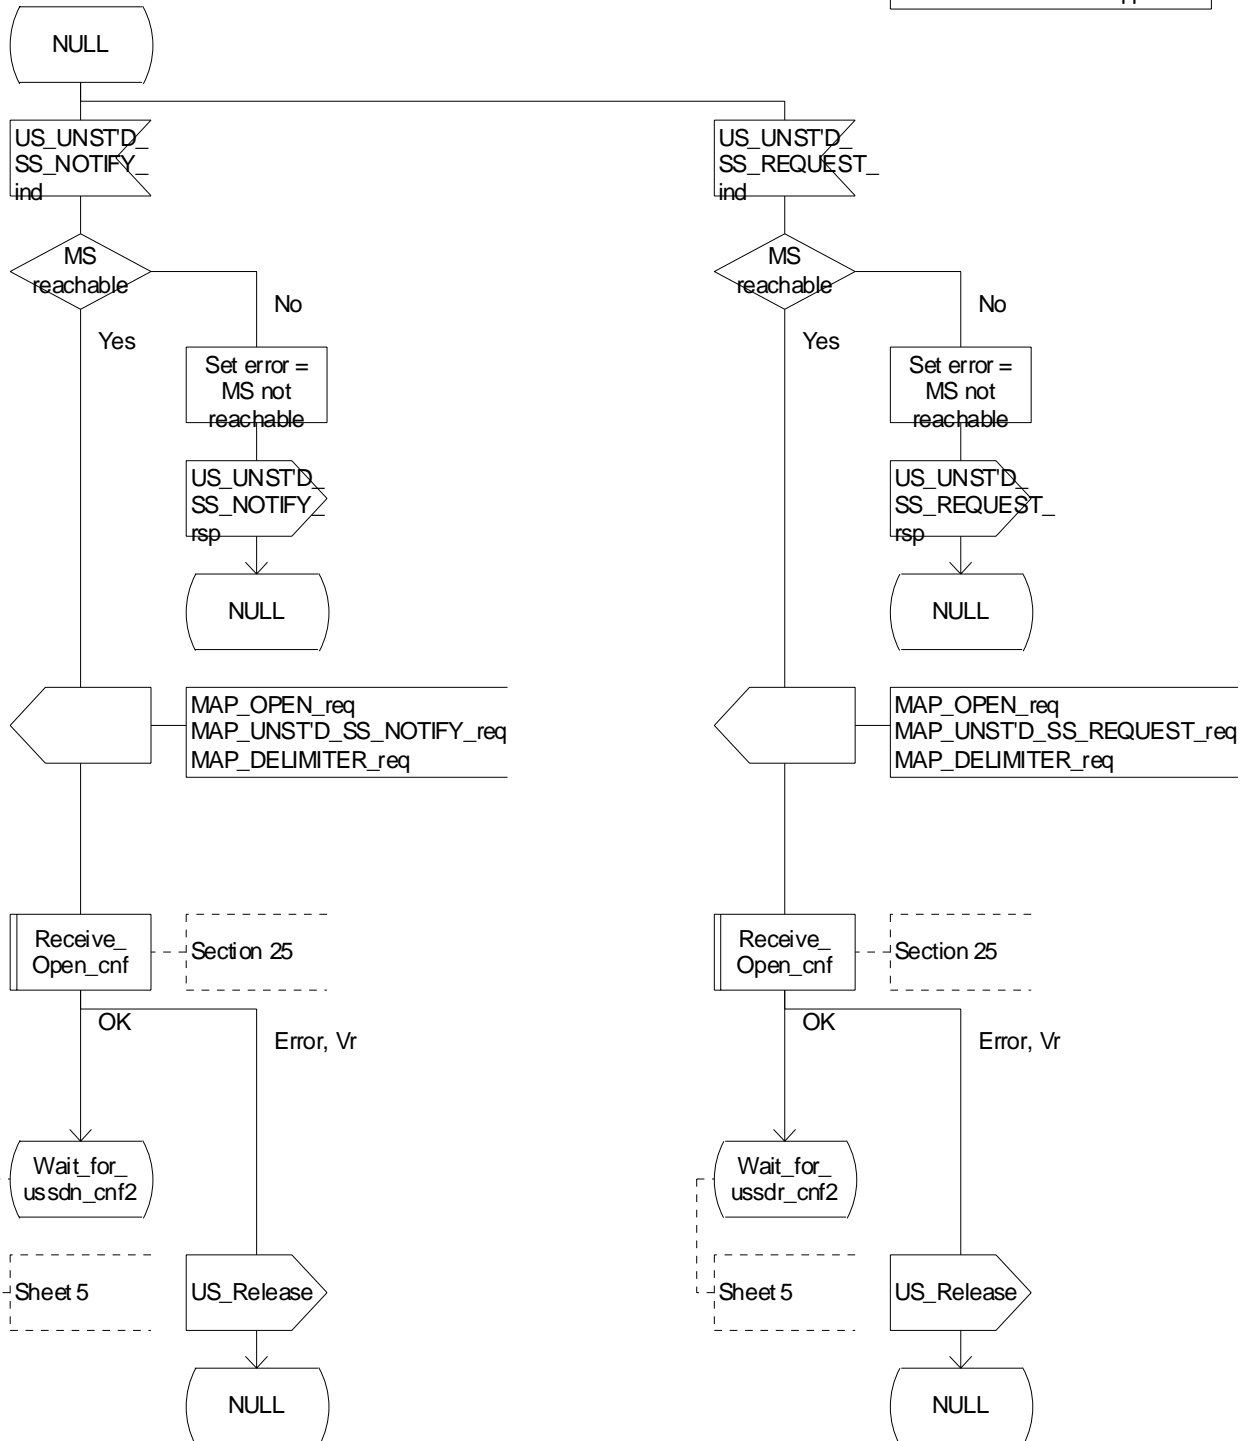 NULL
US_UNST'D_
SS_NOTIFY_
ind
US_UNST'D_
SS_REQUEST_
ind
MS
reachable
No
Yes
MS
reachable
No
Yes
Set error =
MS not
reachable
Set error =
MS not
reachable
US_UNST'D_
SS_NOTIFY_
rsp
US_UNST'D_
SS_REQUEST_
rsp
NULL
NULL
MAP_OPEN_req
MAP_UNST'D_SS_NOTIFY_req
MAP_DELIMITER_req
MAP_OPEN_req
MAP_UNST'D_SS_REQUEST_req
MAP_DELIMITER_req
Receive_
Open_cnf
Section 25
Receive_
Open_cnf
Section 25
OK
Error, Vr
OK
Error, Vr
Wait_for_
ussdn_cnf2
Wait_for_
ussdr_cnf2
Sheet 5
US_Release
Sheet 5
US_Release
NULL
NULL